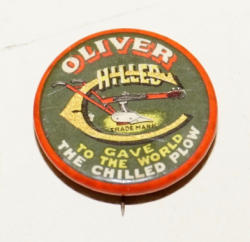 OLIVER
CHILLED
TRADE MARK
GAVE
TO THE WORLD
THE CHILLED PLOW